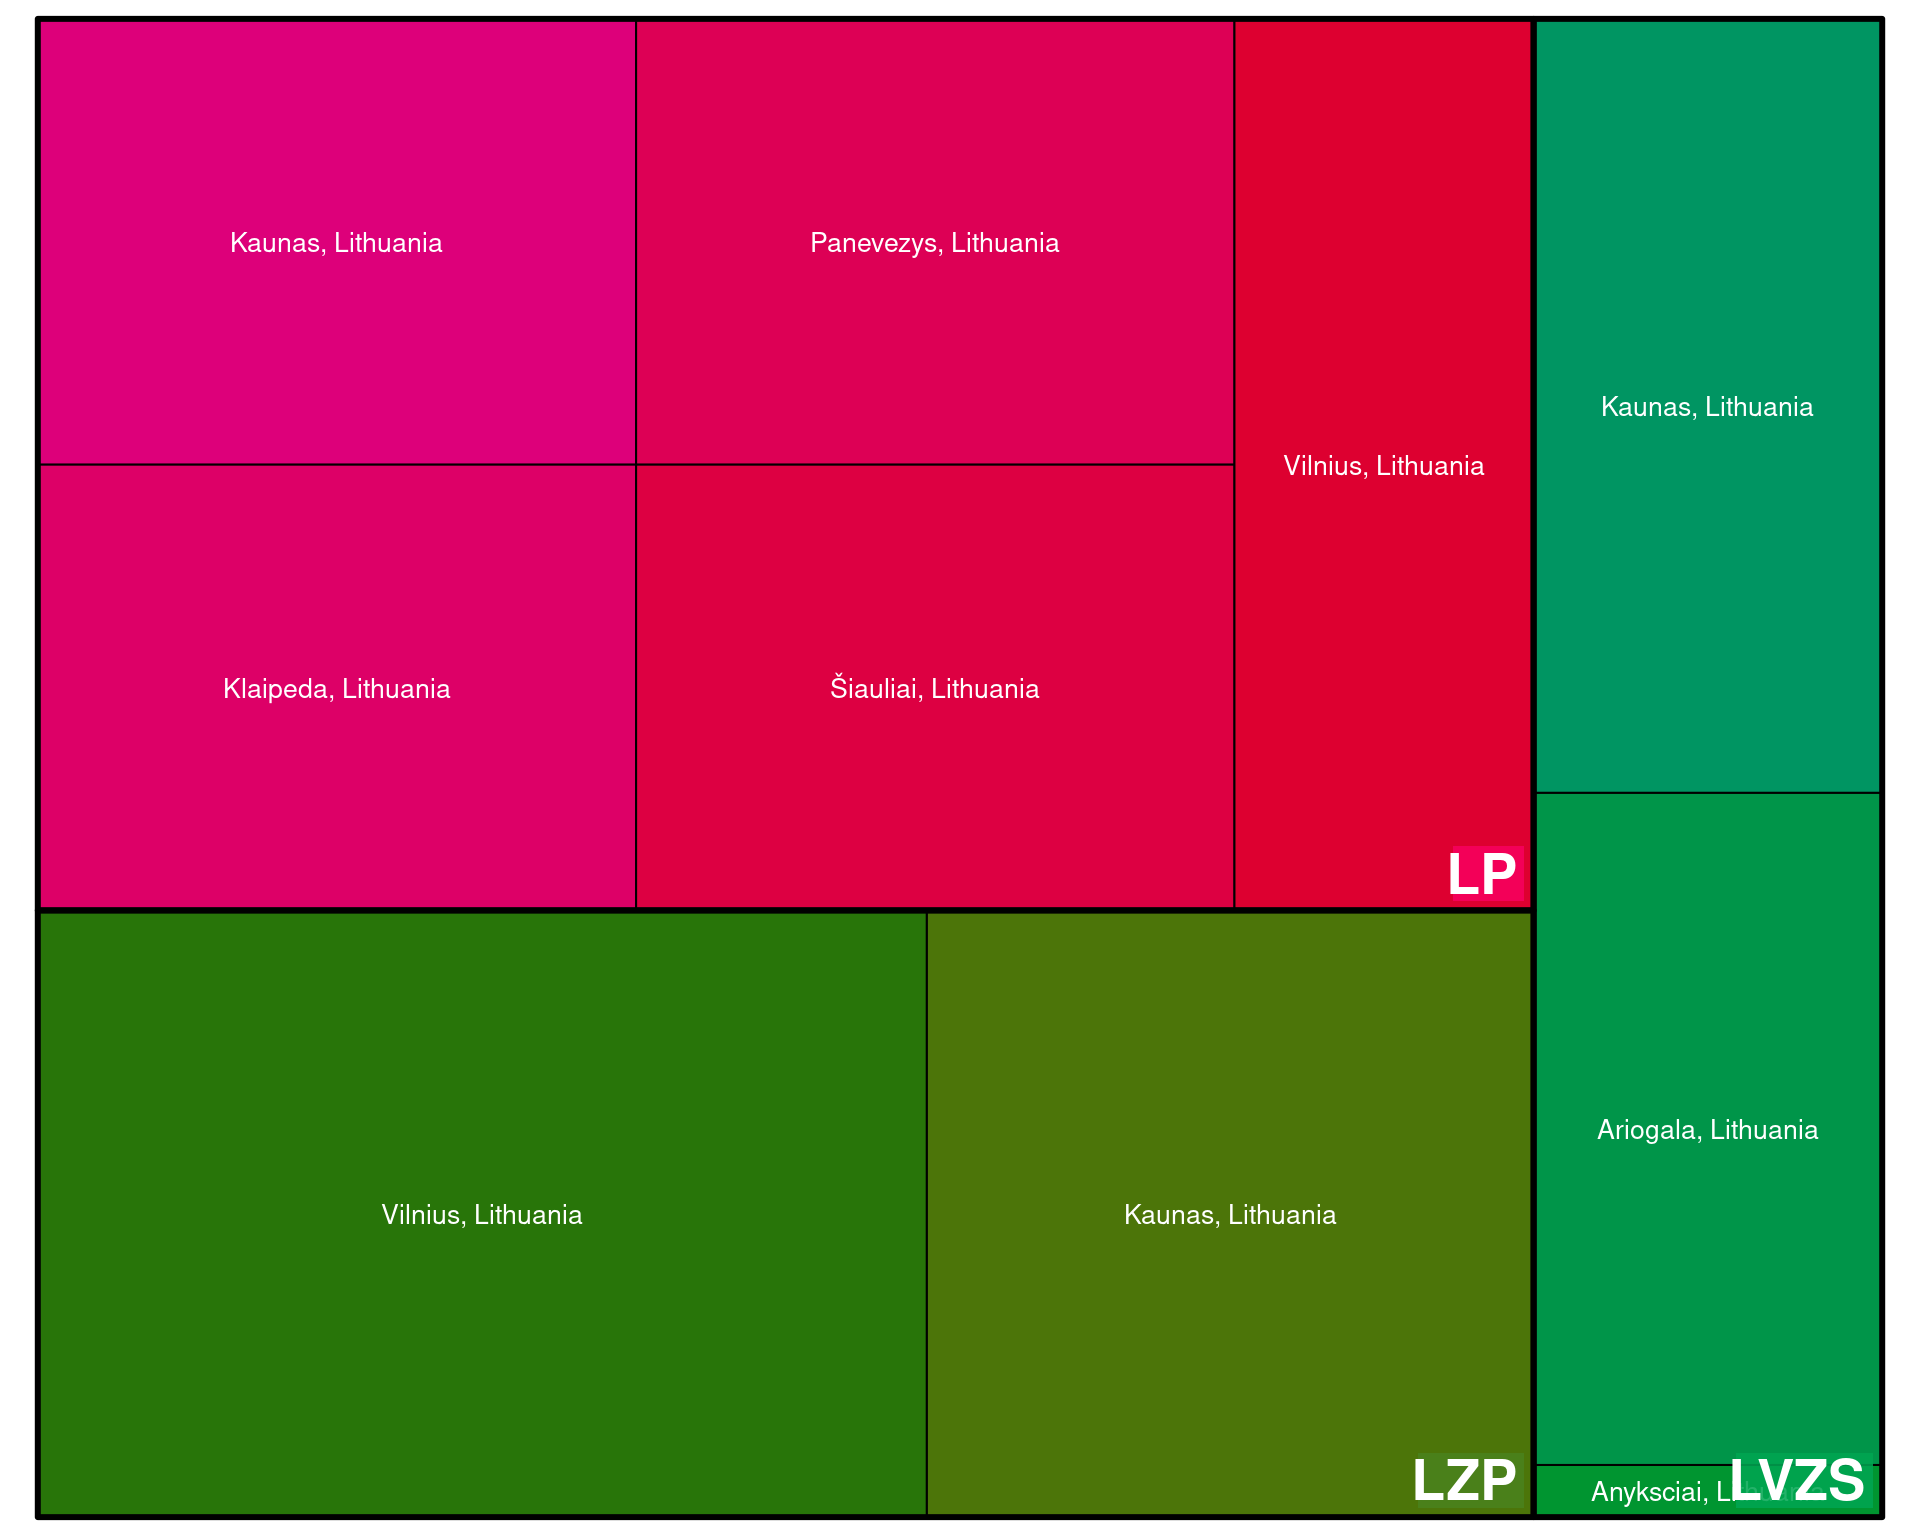 Kaunas, Lithuania
Panevezys, Lithuania
Vilnius, Lithuania
Kaunas, Lithuania
Klaipeda, Lithuania
Šiauliai, Lithuania
LP
Vilnius, Lithuania
Kaunas, Lithuania
Ariogala, Lithuania
LZP
Anyksciai, Lithuania
LVZS